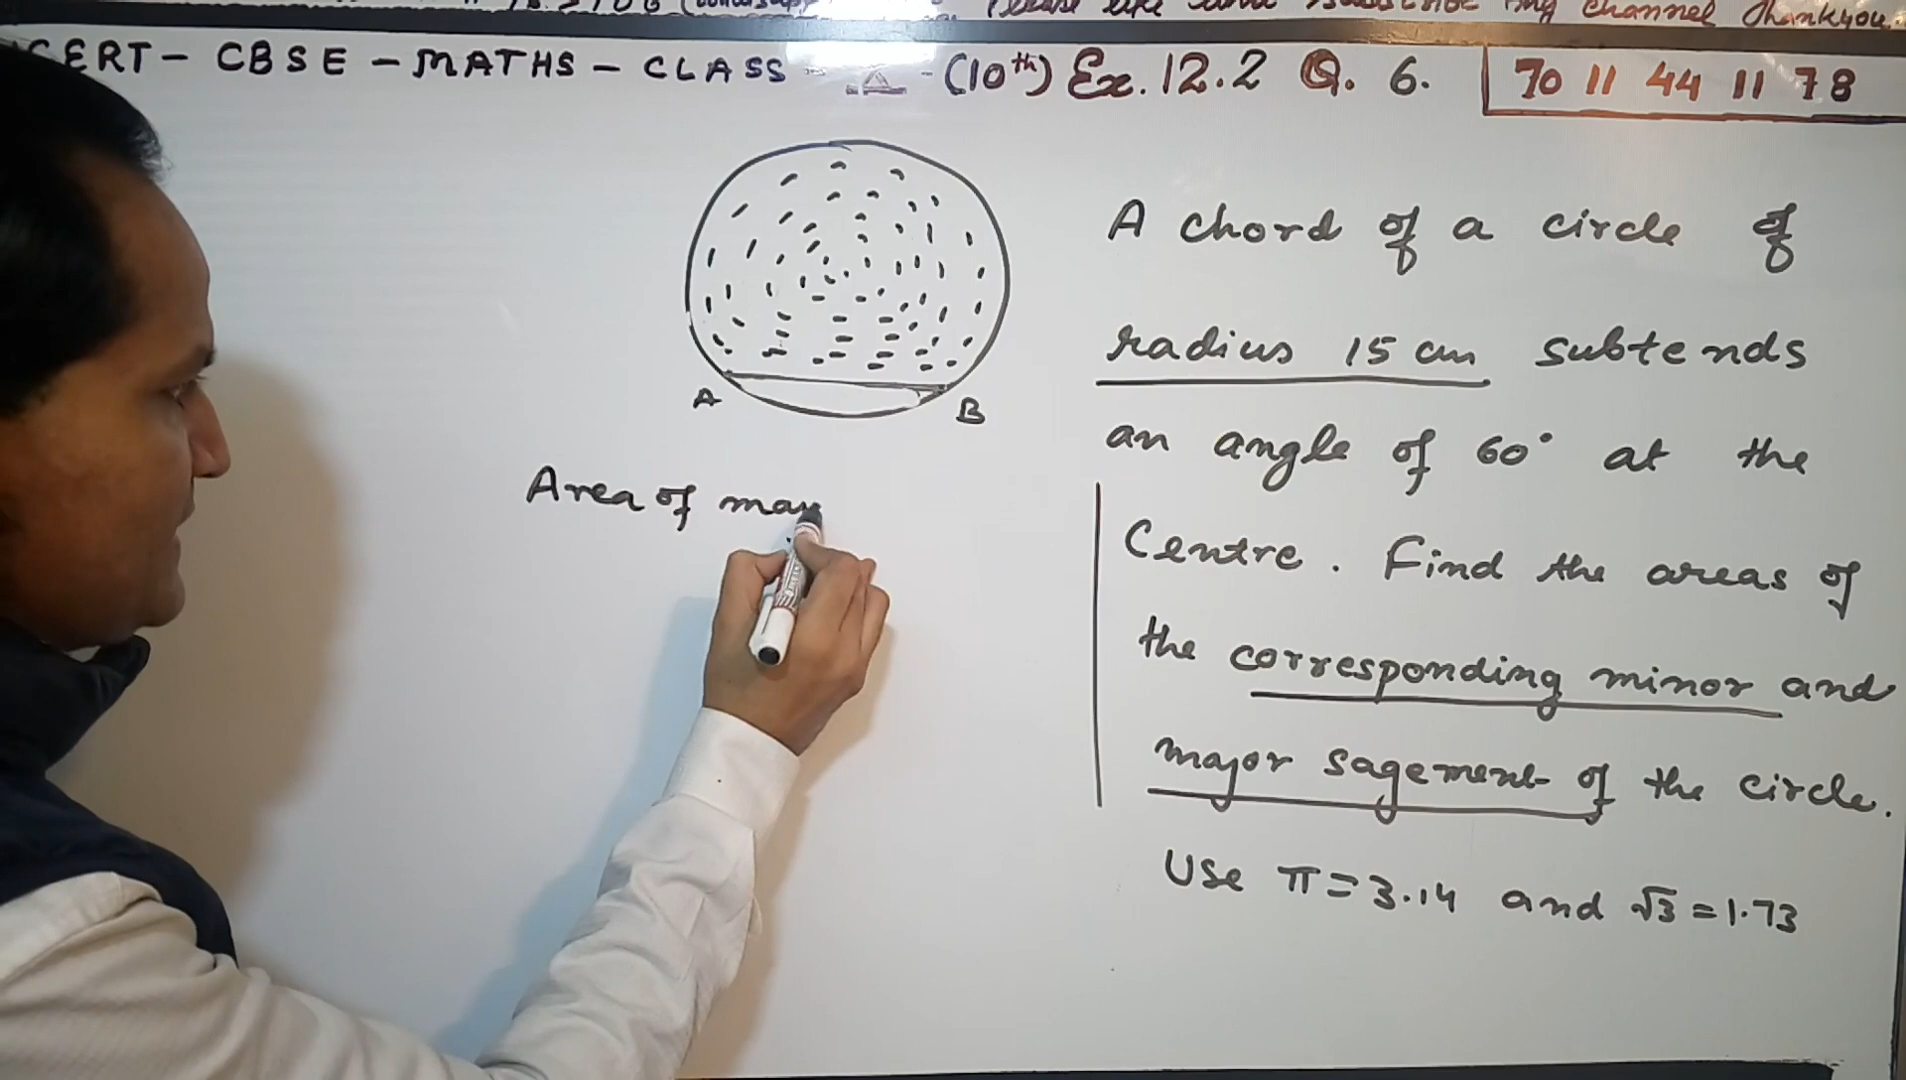 Please like and subscribe my channel Thankyou.
CERT - CBSE - MATHS - CLASS - (10th) Ex. 12.2 Q. 6.
70 11 44 11 78
A chord of a circle of
radius 15 cm subtends
an angle of 60° at the
Centre. Find the areas of
the corresponding minor and
major sagement of the circle.
Use π = 3.14 and √3 = 1.73
A
B
Area of may